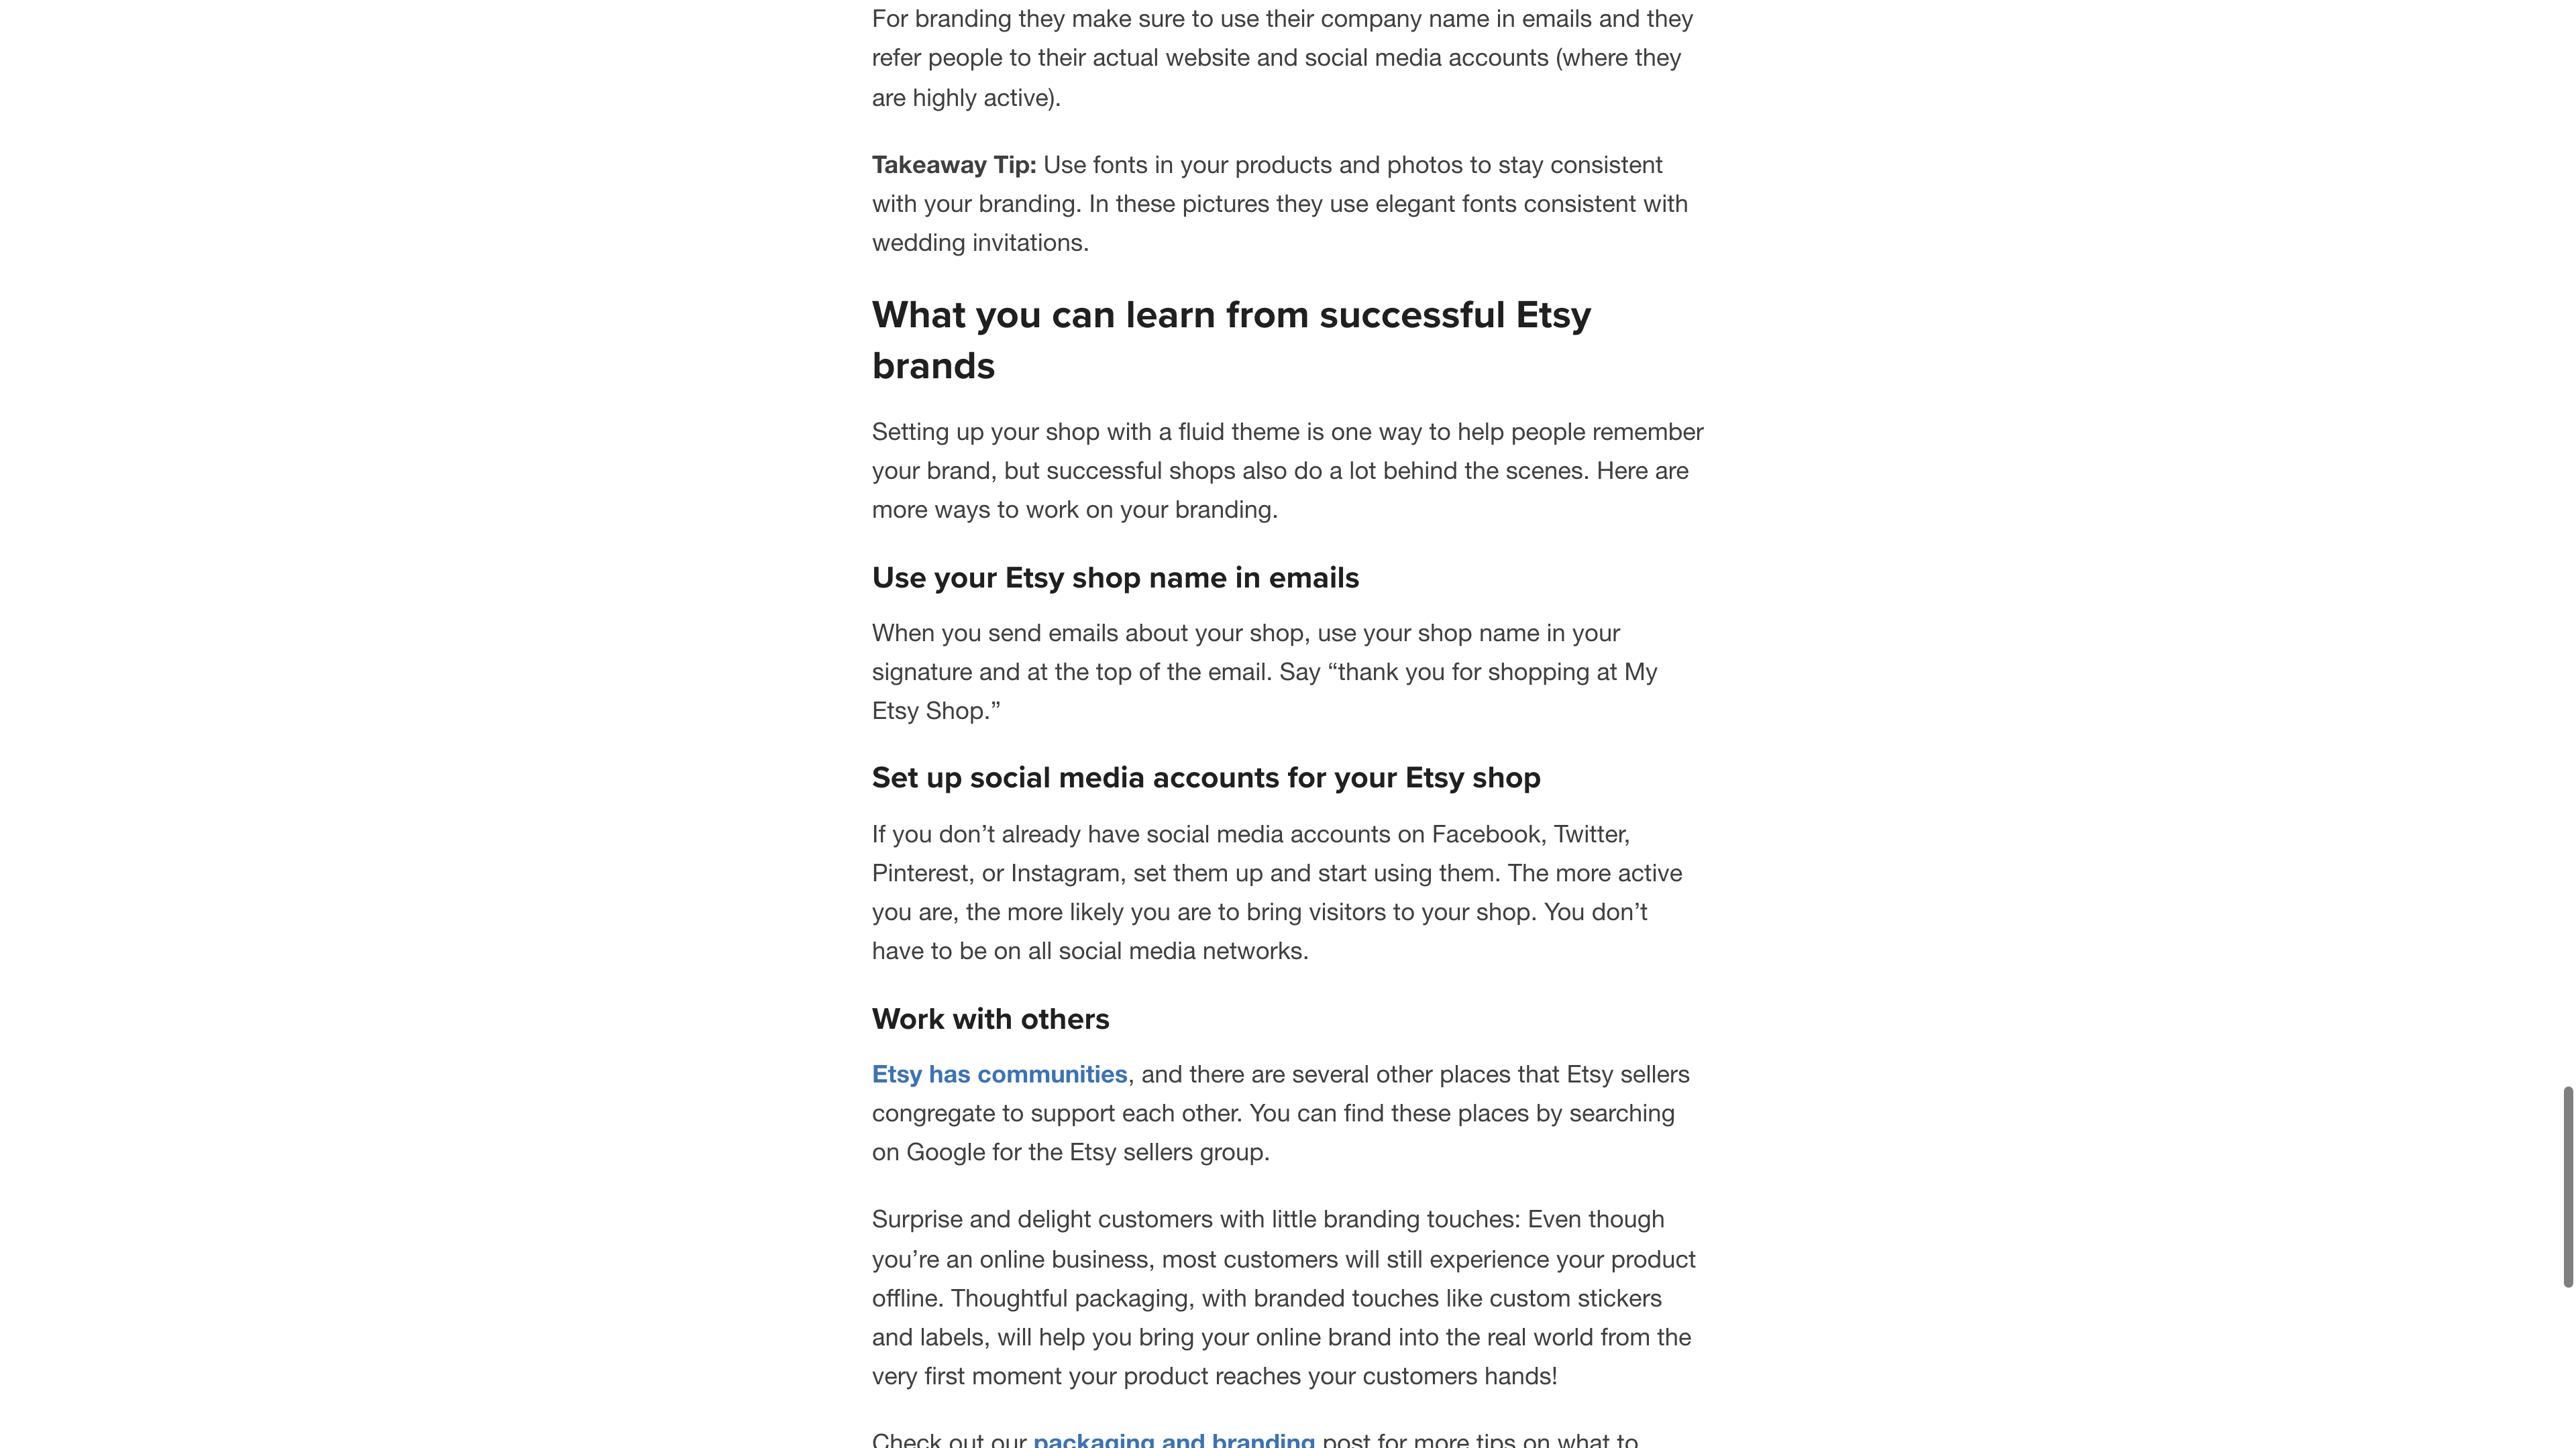 For branding they make sure to use their company name in emails and they
refer people to their actual website and social media accounts (where they
are highly active).
Takeaway Tip: Use fonts in your products and photos to stay consistent
with your branding. In these pictures they use elegant fonts consistent with
wedding invitations.
What you can learn from successful Etsy
brands
Setting up your shop with a fluid theme is one way to help people remember
your brand, but successful shops also do a lot behind the scenes. Here are
more ways to work on your branding.
Use your Etsy shop name in emails
When you send emails about your shop, use your shop name in your
signature and at the top of the email. Say “thank you for shopping at My
Etsy Shop.”
Set up social media accounts for your Etsy shop
If you don’t already have social media accounts on Facebook, Twitter,
Pinterest, or Instagram, set them up and start using them. The more active
you are, the more likely you are to bring visitors to your shop. You don’t
have to be on all social media networks.
Work with others
Etsy has communities, and there are several other places that Etsy sellers
congregate to support each other. You can find these places by searching
on Google for the Etsy sellers group.
Surprise and delight customers with little branding touches: Even though
you’re an online business, most customers will still experience your product
offline. Thoughtful packaging, with branded touches like custom stickers
and labels, will help you bring your online brand into the real world from the
very first moment your product reaches your customers hands!
Check out our packaging and branding post for more tips on what to